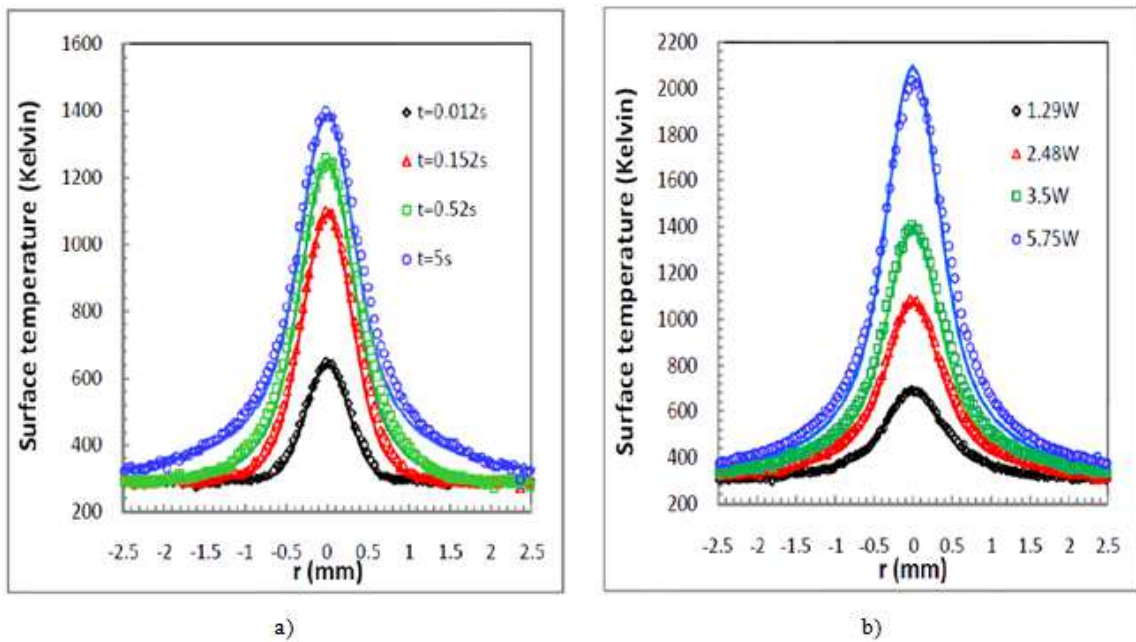 1600
1400
1200
1000
800
600
400
200
Surface temperature (Kelvin)
t=0.012s
t=0.152s
t=0.52s
t=5s
-2.5 -2 -1.5 -1 -0.5 0 0.5 1 1.5 2 2.5
r (mm)
a)
2200
2000
1800
1600
1400
1200
1000
800
600
400
200
Surface temperature (Kelvin)
1.29W
2.48W
3.5W
5.75W
-2.5 -2 -1.5 -1 -0.5 0 0.5 1 1.5 2 2.5
r (mm)
b)